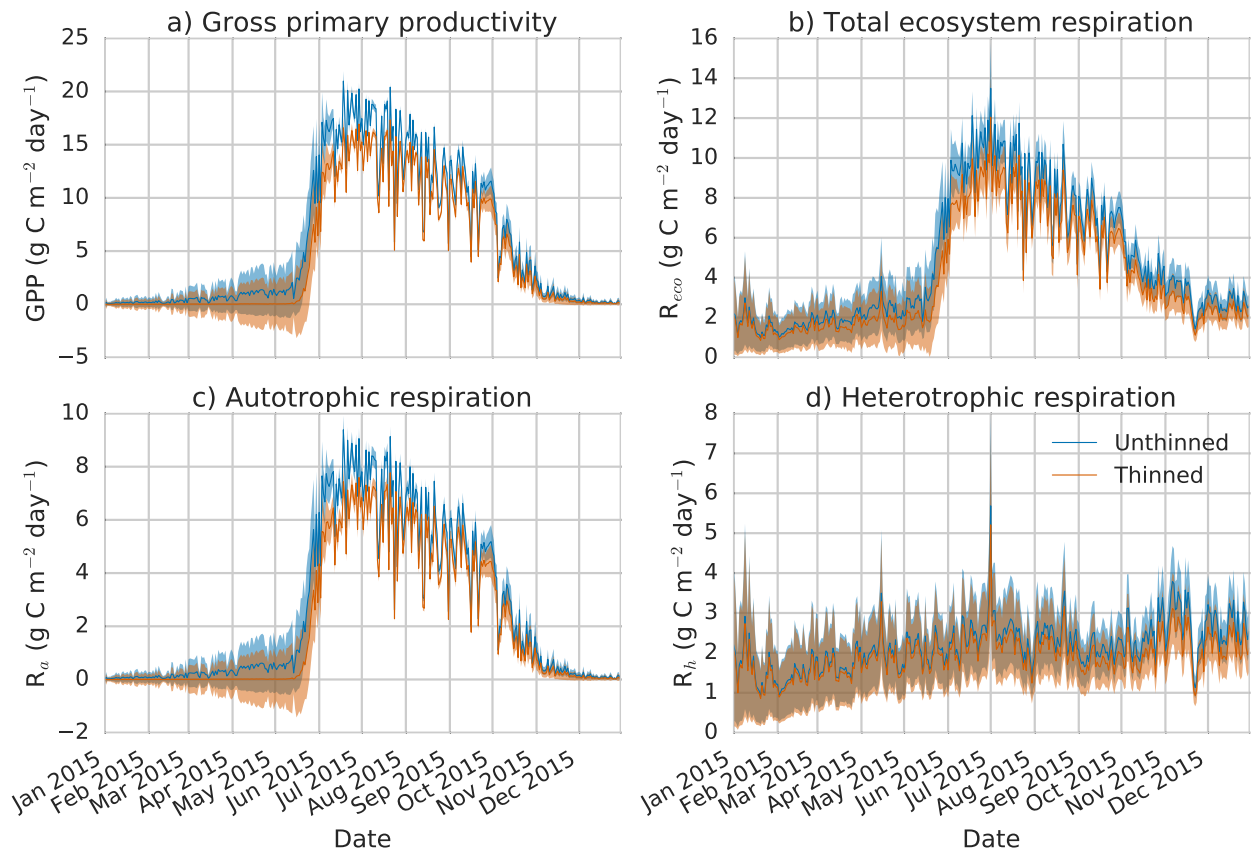 a) Gross primary productivity
25
20
15
10
5
0
−5
GPP (g C m⁻² day⁻¹)
b) Total ecosystem respiration
16
14
12
10
8
6
4
2
0
R_eco (g C m⁻² day⁻¹)
c) Autotrophic respiration
10
8
6
4
2
0
−2
R_a (g C m⁻² day⁻¹)
Jan 2015
Feb 2015
Mar 2015
Apr 2015
May 2015
Jun 2015
Jul 2015
Aug 2015
Sep 2015
Oct 2015
Nov 2015
Dec 2015
Date
d) Heterotrophic respiration
Unthinned
Thinned
8
7
6
5
4
3
2
1
0
R_h (g C m⁻² day⁻¹)
Jan 2015
Feb 2015
Mar 2015
Apr 2015
May 2015
Jun 2015
Jul 2015
Aug 2015
Sep 2015
Oct 2015
Nov 2015
Dec 2015
Date